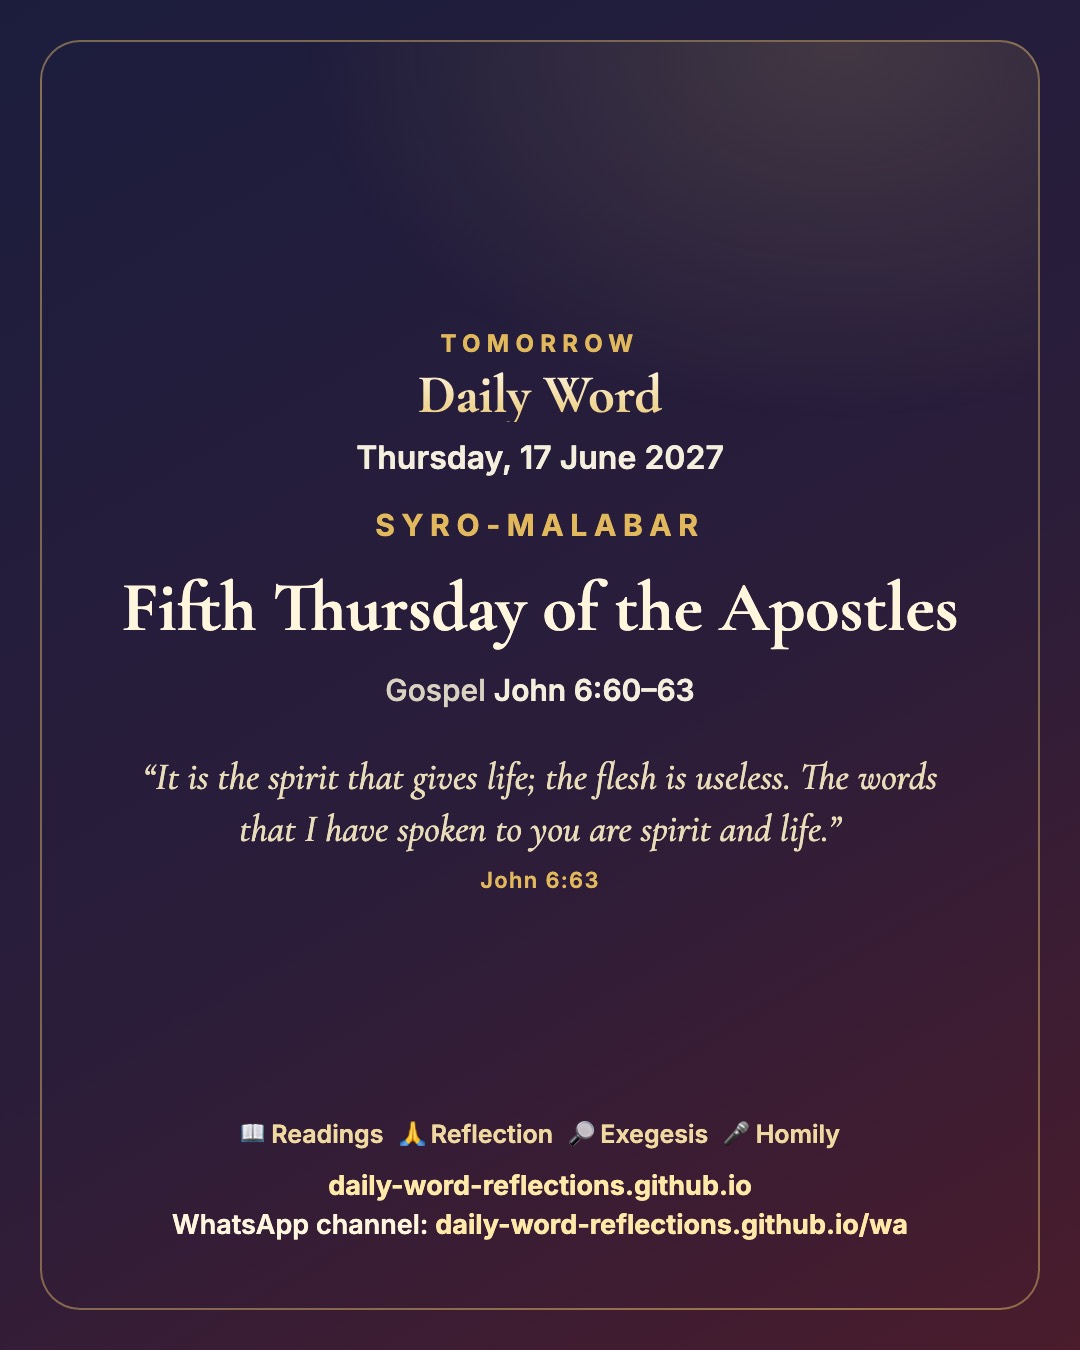 TOMORROW
Daily Word
Thursday, 17 June 2027
SYRO-MALABAR
Fifth Thursday of the Apostles
Gospel John 6:60–63
“It is the spirit that gives life; the flesh is useless. The words
that I have spoken to you are spirit and life.”
John 6:63
📖 Readings 🙏 Reflection 🔎 Exegesis 🎤 Homily
daily-word-reflections.github.io
WhatsApp channel: daily-word-reflections.github.io/wa